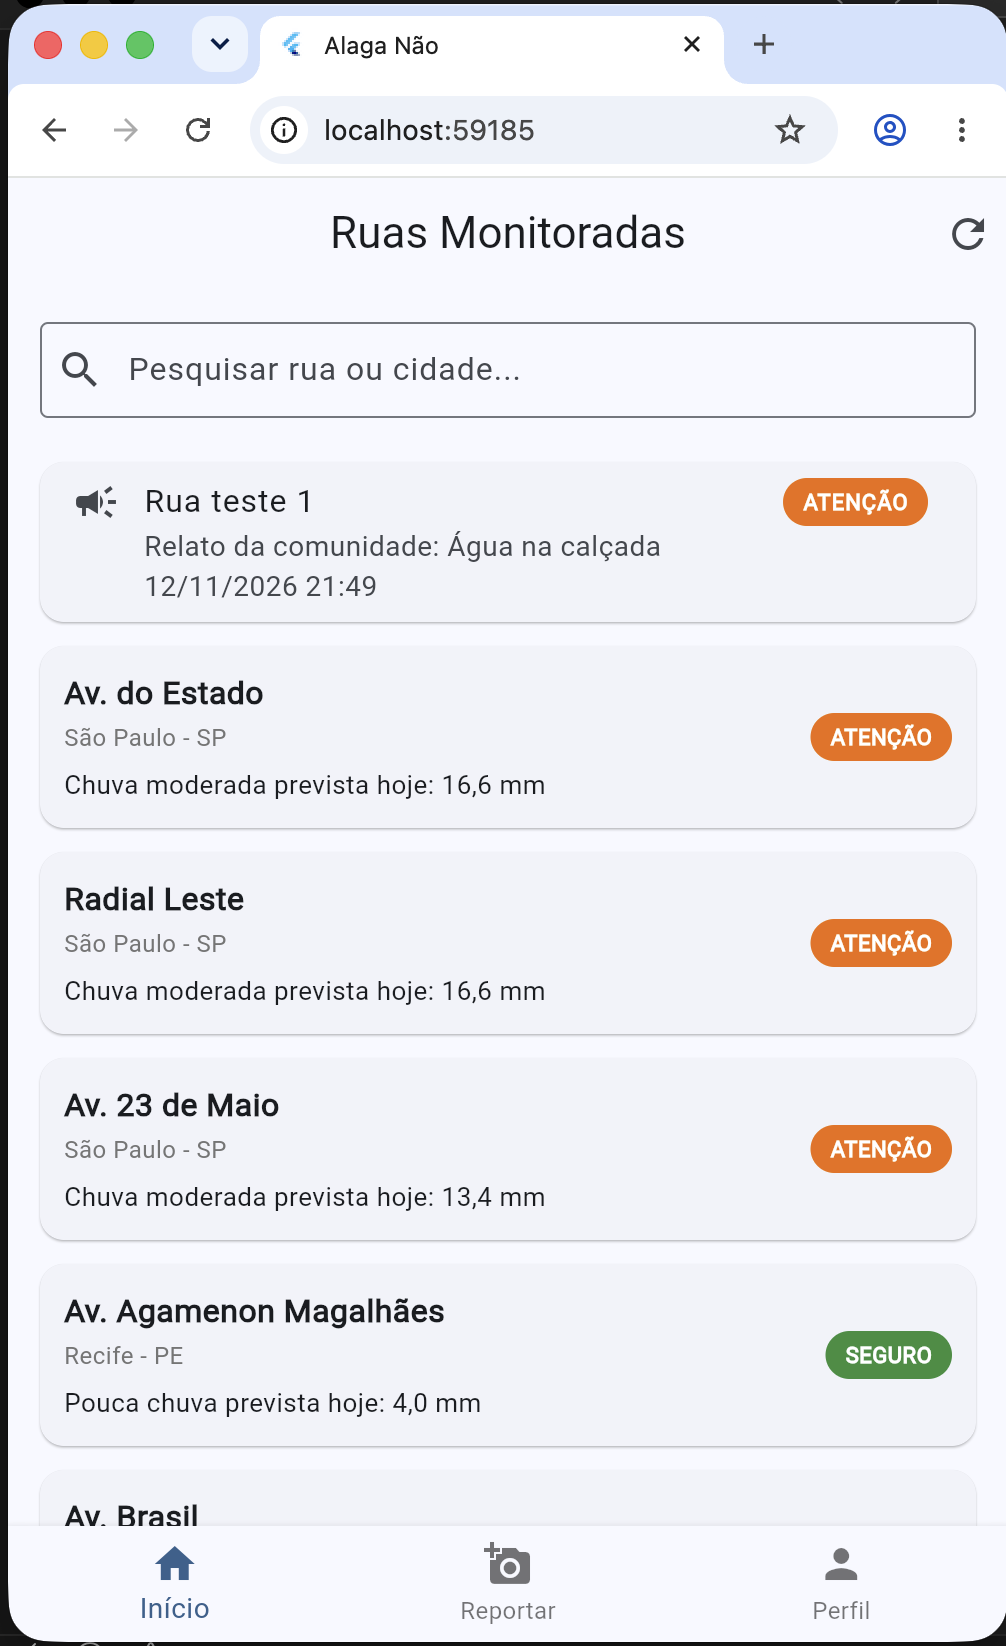 Alaga Não
localhost:59185
Ruas Monitoradas
Pesquisar rua ou cidade...
Rua teste 1
ATENÇÃO
Relato da comunidade: Água na calçada
12/11/2026 21:49
Av. do Estado
São Paulo - SP
ATENÇÃO
Chuva moderada prevista hoje: 16,6 mm
Radial Leste
São Paulo - SP
ATENÇÃO
Chuva moderada prevista hoje: 16,6 mm
Av. 23 de Maio
São Paulo - SP
ATENÇÃO
Chuva moderada prevista hoje: 13,4 mm
Av. Agamenon Magalhães
Recife - PE
SEGURO
Pouca chuva prevista hoje: 4,0 mm
Av. Brasil
Início
Reportar
Perfil